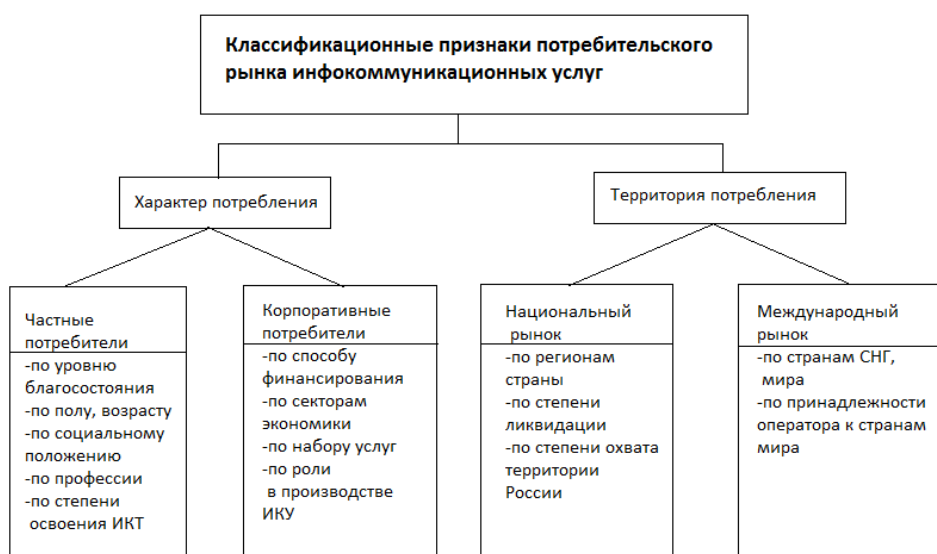 Классификационные признаки потребительского
рынка инфокоммуникационных услуг
Характер потребления
Территория потребления
Частные
потребители
-по уровню
благосостояния
-по полу, возрасту
-по социальному
положению
-по профессии
-по степени
освоения ИКТ
Корпоративные
потребители
-по способу
финансирования
-по секторам
экономики
-по набору услуг
-по роли
в производстве
ИКУ
Национальный
рынок
-по регионам
страны
-по степени
ликвидации
-по степени охвата
территории
России
Международный
рынок
-по странам СНГ,
мира
-по принадлежности
оператора к странам
мира